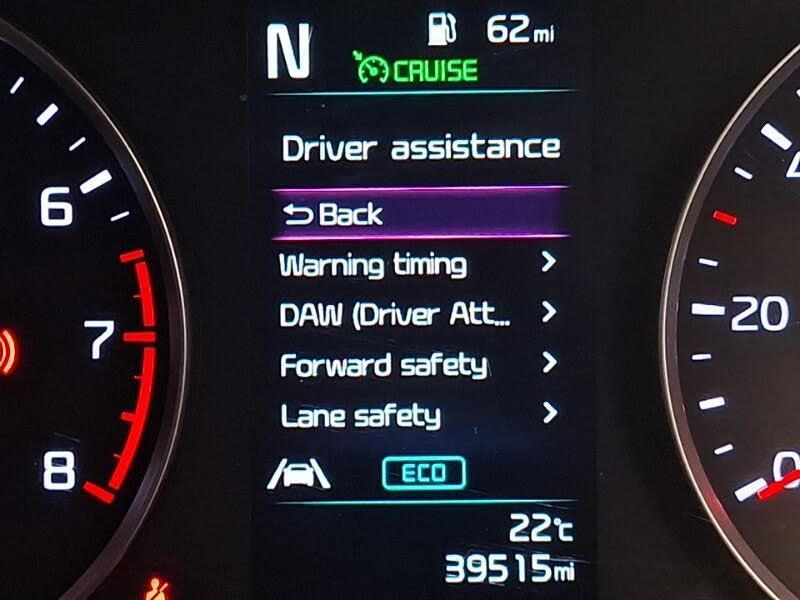 N
62mi
CRUISE
Driver assistance
Back
Warning timing
DAW (Driver Att...
Forward safety
Lane safety
ECO
22°c
39515mi
6
7
8
20
0